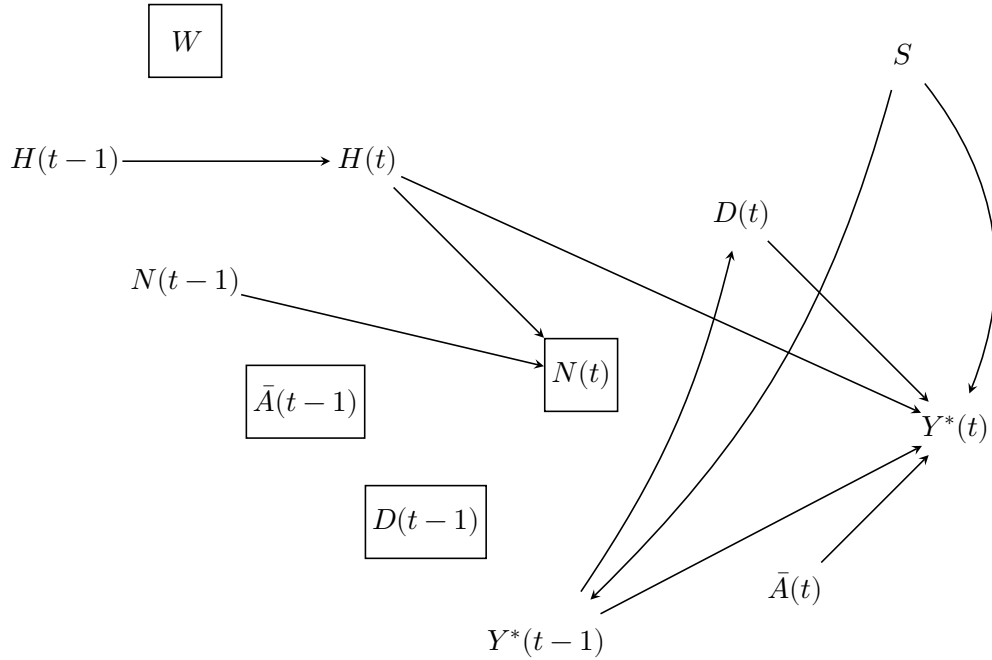 W
S
H(t − 1)
H(t)
D(t)
N(t − 1)
N(t)
Ā(t − 1)
Y*(t)
D(t − 1)
Ā(t)
Y*(t − 1)